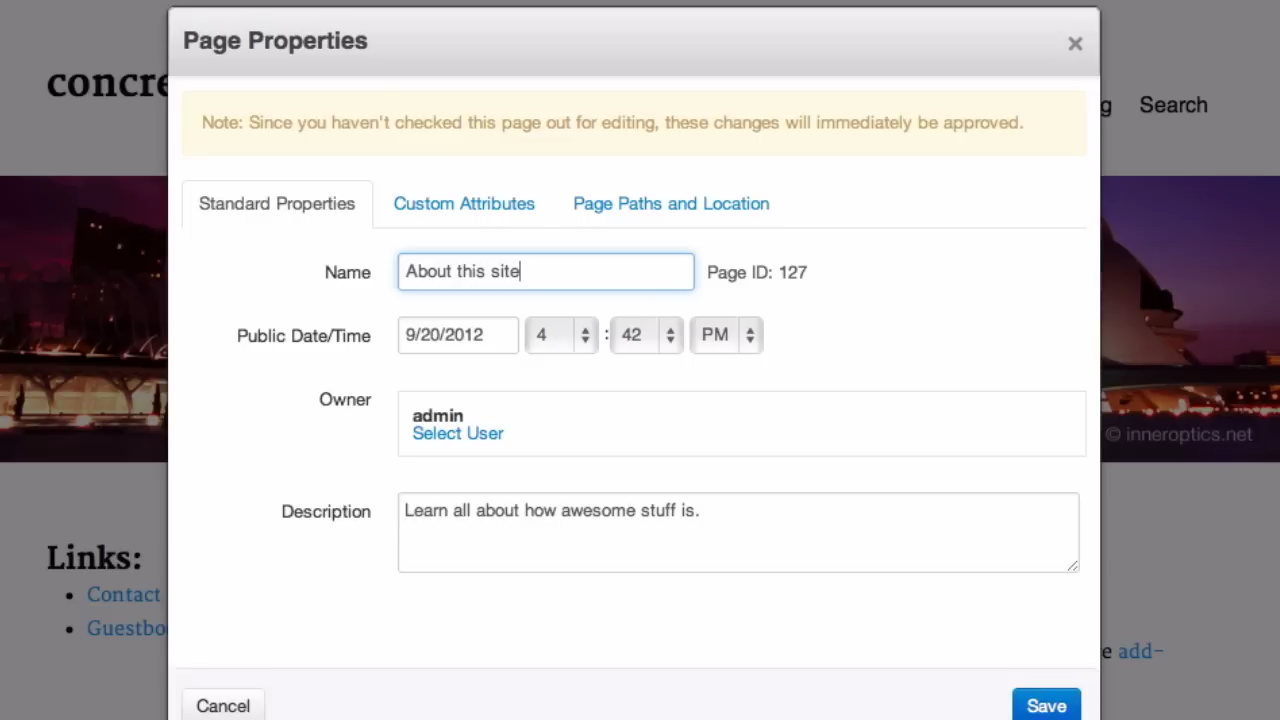 Page Properties
×
concre
g Search
Note: Since you haven't checked this page out for editing, these changes will immediately be approved.
Standard Properties Custom Attributes Page Paths and Location
Name About this site Page ID: 127
Public Date/Time 9/20/2012 4 : 42 PM
Owner admin
Select User
© inneroptics.net
Description Learn all about how awesome stuff is.
Links:
• Contact
• Guestbo
e add-
Cancel Save